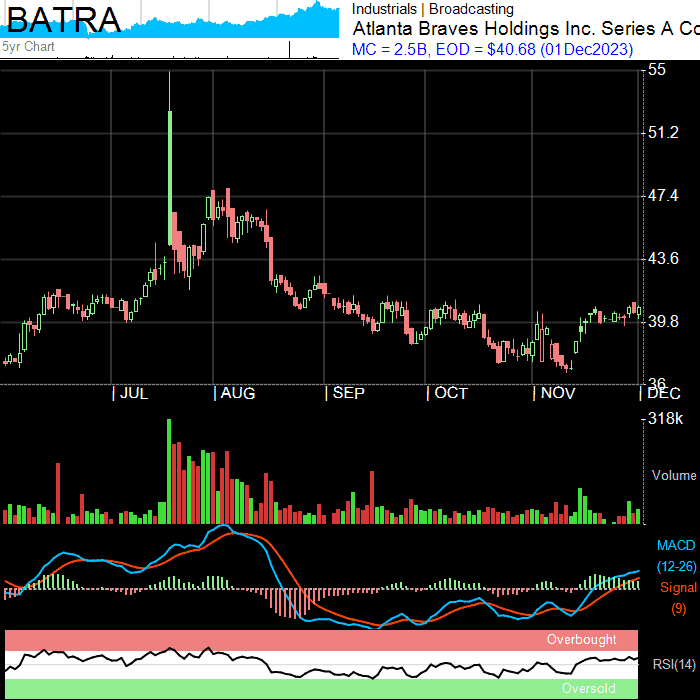 BATRA
5yr Chart
Industrials | Broadcasting
Atlanta Braves Holdings Inc. Series A Co
MC = 2.5B, EOD = $40.68 (01Dec2023)
55
51.2
47.4
43.6
39.8
36
JUL AUG SEP OCT NOV DEC
318k
Volume
MACD
(12-26)
Signal
(9)
Overbought
RSI(14)
Oversold